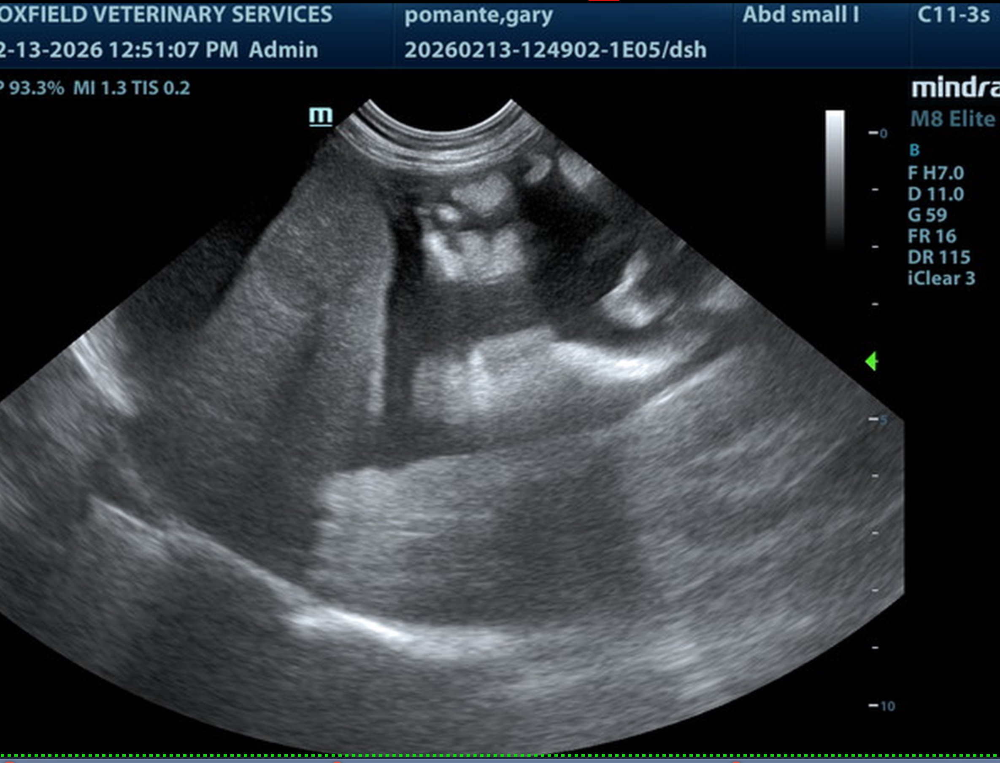 OXFIELD VETERINARY SERVICES
2-13-2026 12:51:07 PM Admin
pomante,gary
20260213-124902-1E05/dsh
Abd small I
C11-3s
P 93.3% MI 1.3 TIS 0.2
m
mindra
M8 Elite
B
F H7.0
D 11.0
G 59
FR 16
DR 115
iClear 3
0
5
10